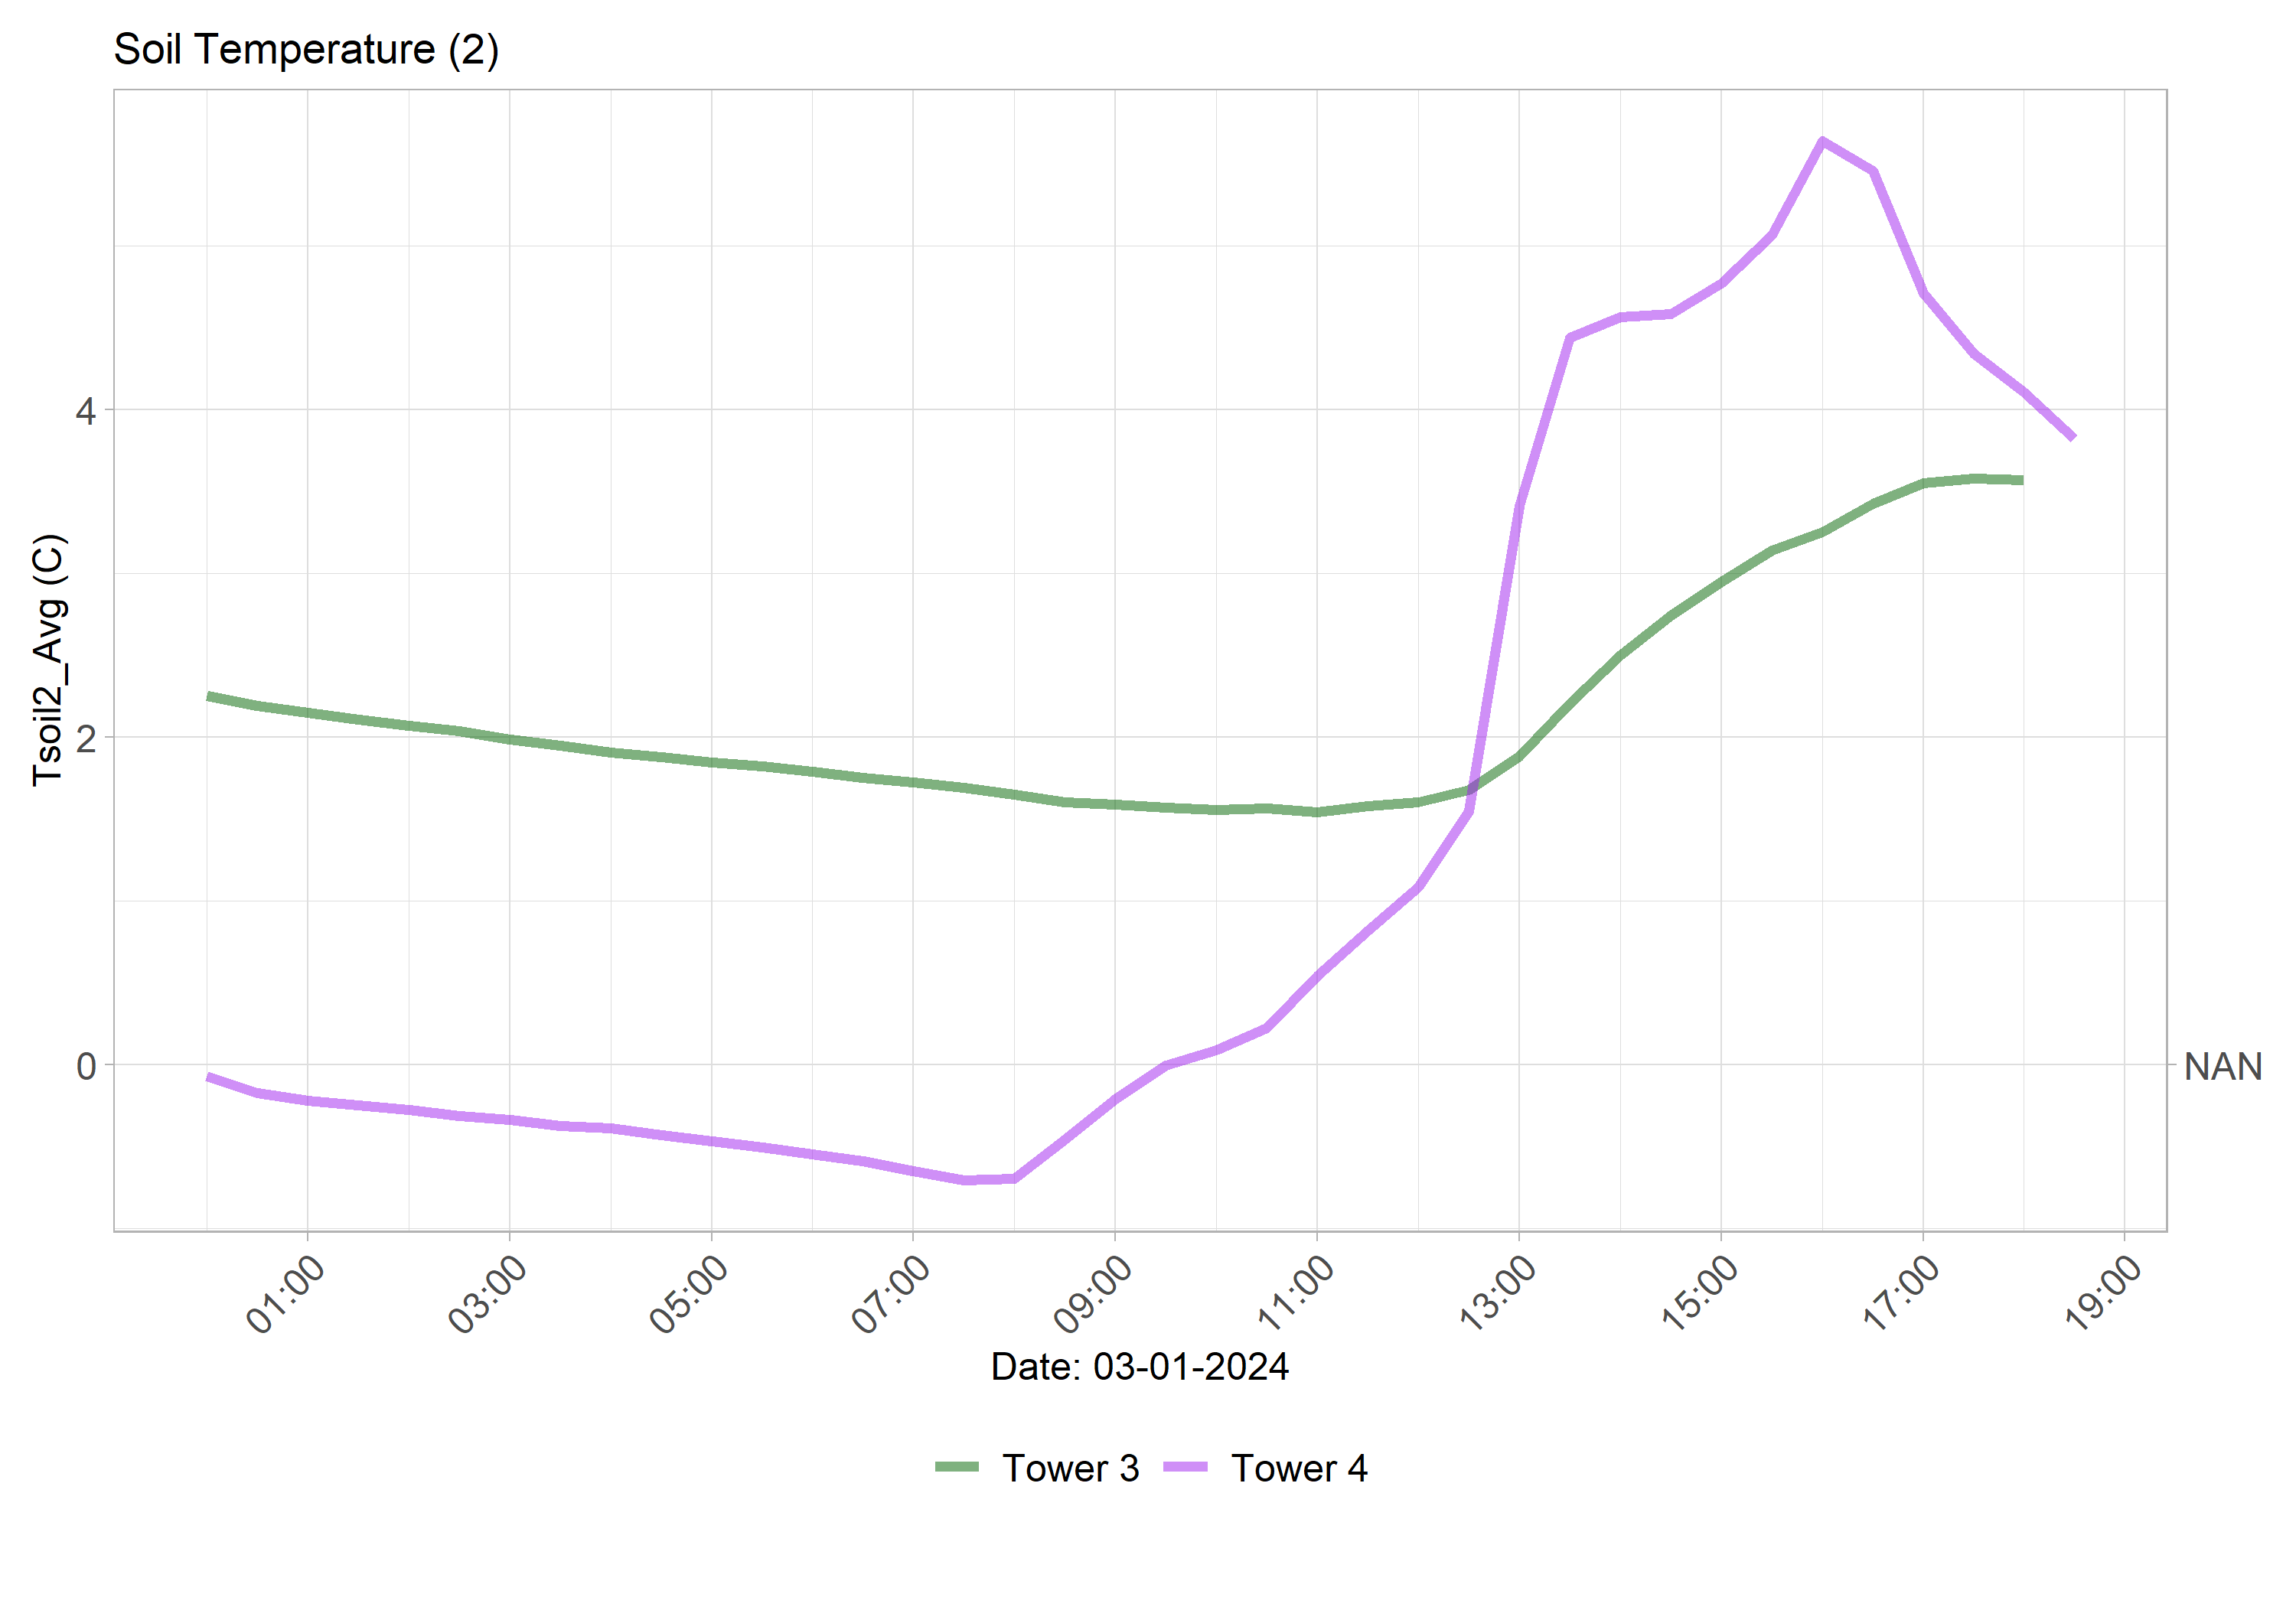 Soil Temperature (2)
Tsoil2_Avg (C)
4
2
0
NAN
01:00 03:00 05:00 07:00 09:00 11:00 13:00 15:00 17:00 19:00
Date: 03-01-2024
Tower 3 Tower 4